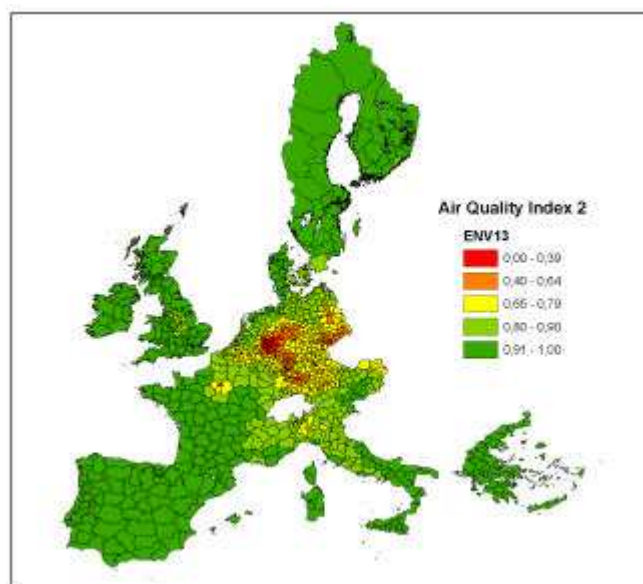 Air Quality Index 2
ENV13
0,00 - 0,39
0,40 - 0,64
0,65 - 0,79
0,80 - 0,90
0,91 - 1,00